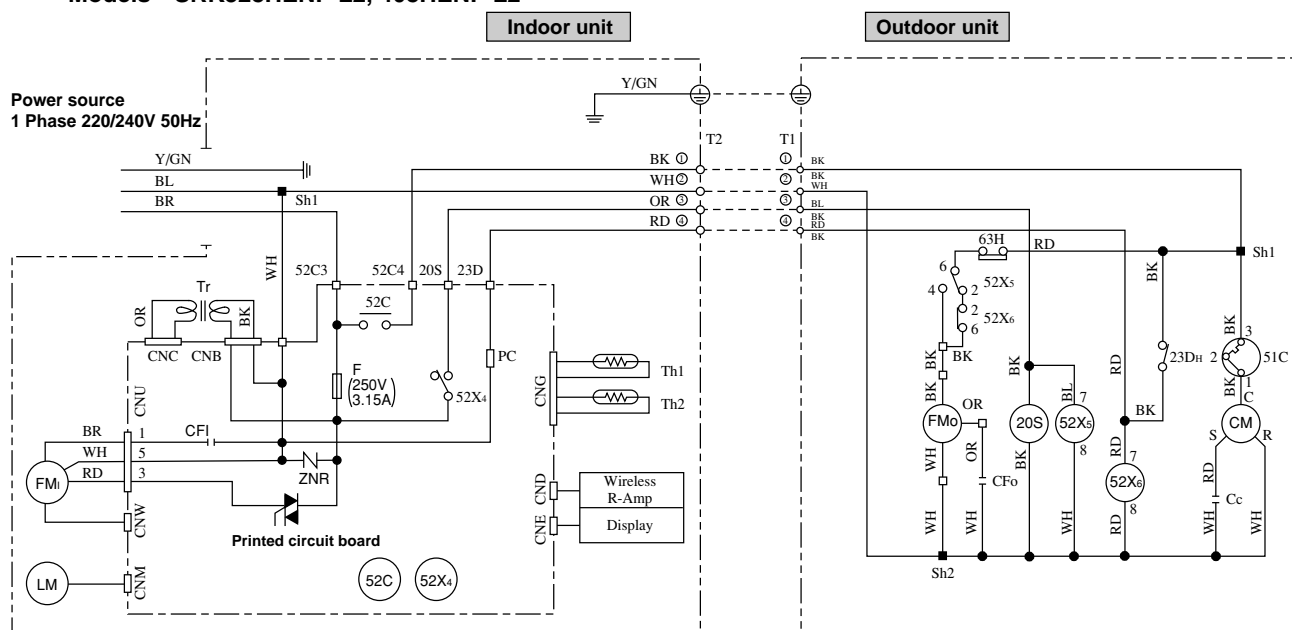 Indoor unit
Outdoor unit
Power source
1 Phase 220/240V 50Hz
Y/GN
T2
T1
Y/GN
BL
BR
Sh1
BK ①
WH ②
OR ③
RD ④
① BK
② BK
WH
③ BL
④ BK
RD
BK
WH
52C3
52C4
20S
23D
63H
RD
Sh1
Tr
OR
BK
52C
6
4
2
52X5
2
52X6
6
BK
BK
3
CNC
CNB
PC
BK
23DH
2
51C
1
F
(250V
3.15A)
52X4
CNG
Th1
Th2
BK
BK
BK
BL
7
RD
BK
BK
C
CNU
BR
1
CFI
WH
5
RD
3
FMI
ZNR
OR
FMO
20S
52X5
8
RD
7
52X6
8
CM
S
R
WH
OR
BK
RD
CFO
Cc
CNW
CND
CNE
Wireless
R-Amp
Display
Printed circuit board
WH
WH
WH
RD
WH
WH
LM
CNM
52C
52X4
Sh2